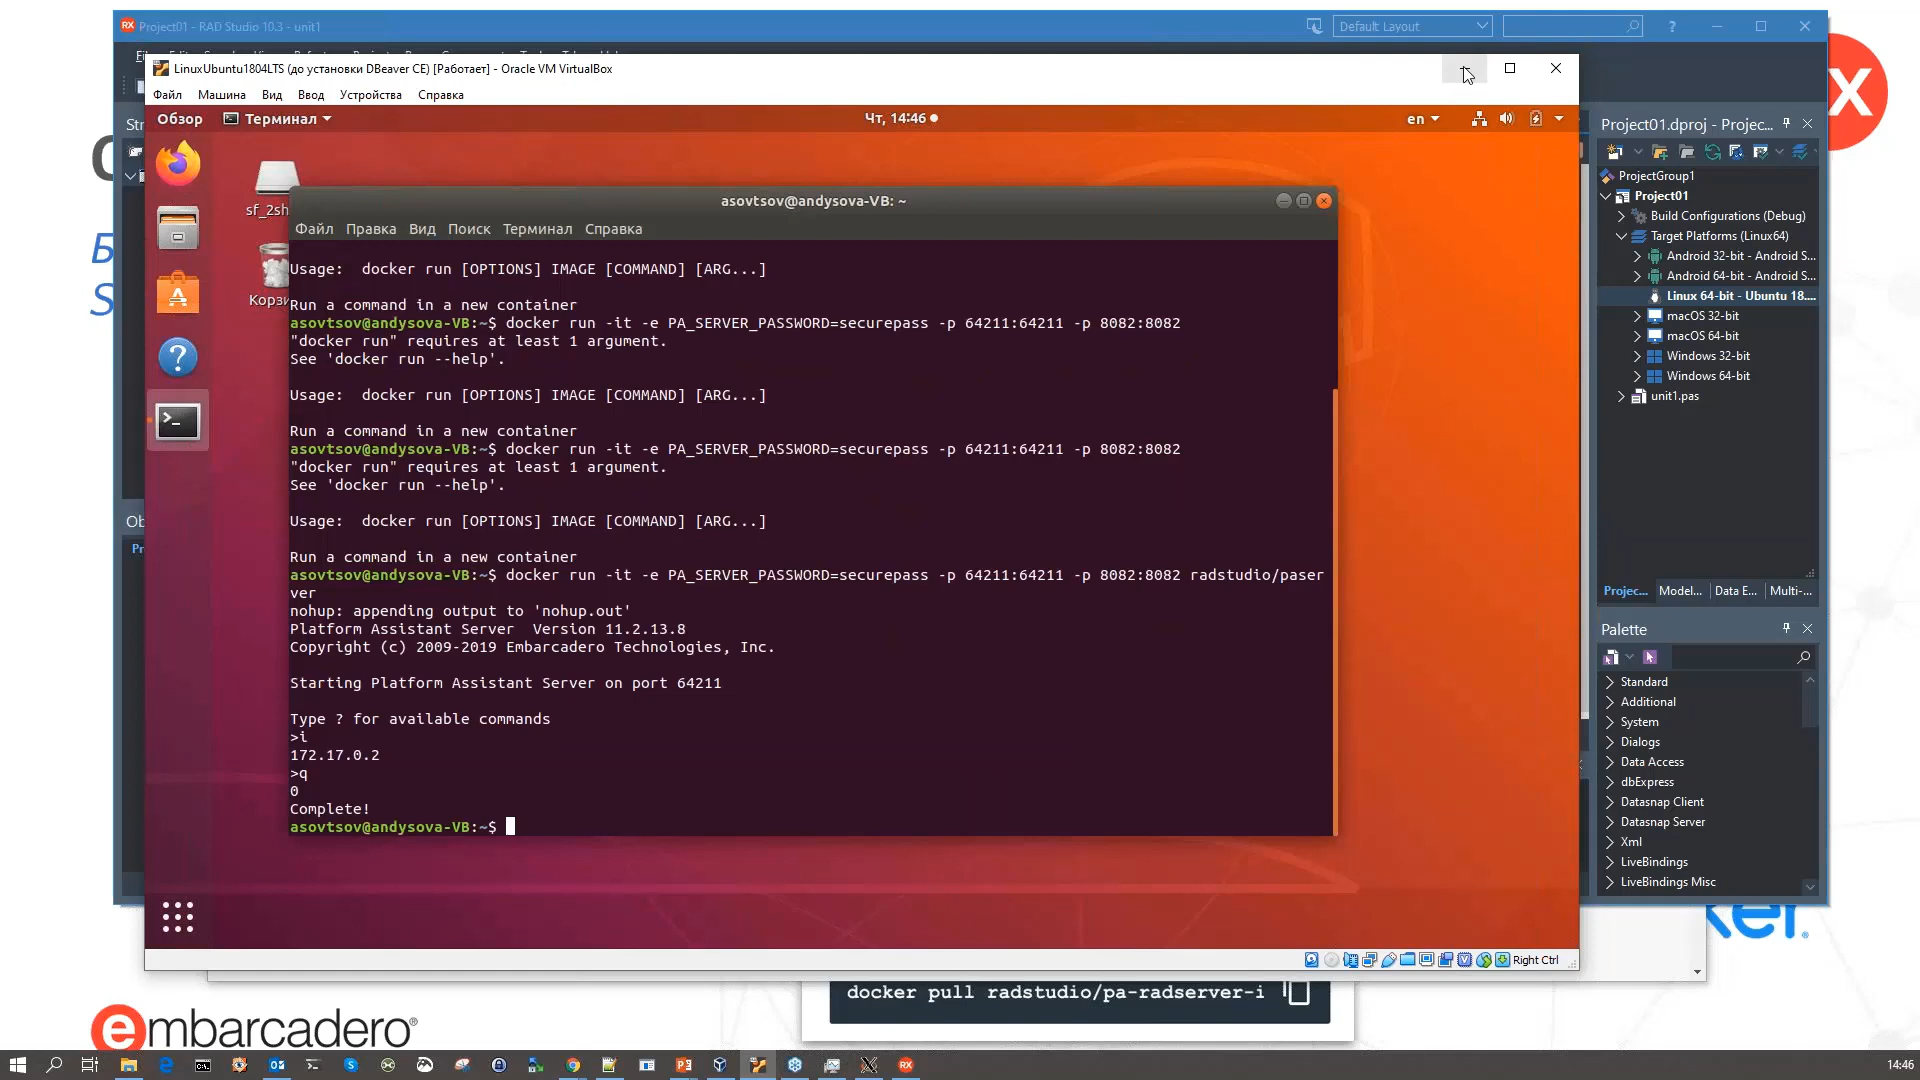 Project01 - RAD Studio 10.3 - unit1
Default Layout
LinuxUbuntu1804LTS (до установки DBeaver CE) [Работает] - Oracle VM VirtualBox
Файл Машина Вид Ввод Устройства Справка
Обзор Терминал Чт, 14:46 en
sf_2sh
Корзи
asovtsov@andysova-VB: ~
Файл Правка Вид Поиск Терминал Справка
Usage:  docker run [OPTIONS] IMAGE [COMMAND] [ARG...]
Run a command in a new container
asovtsov@andysova-VB:~$ docker run -it -e PA_SERVER_PASSWORD=securepass -p 64211:64211 -p 8082:8082
"docker run" requires at least 1 argument.
See 'docker run --help'.
Usage:  docker run [OPTIONS] IMAGE [COMMAND] [ARG...]
Run a command in a new container
asovtsov@andysova-VB:~$ docker run -it -e PA_SERVER_PASSWORD=securepass -p 64211:64211 -p 8082:8082
"docker run" requires at least 1 argument.
See 'docker run --help'.
Usage:  docker run [OPTIONS] IMAGE [COMMAND] [ARG...]
Run a command in a new container
asovtsov@andysova-VB:~$ docker run -it -e PA_SERVER_PASSWORD=securepass -p 64211:64211 -p 8082:8082 radstudio/paser
ver
nohup: appending output to 'nohup.out'
Platform Assistant Server  Version 11.2.13.8
Copyright (c) 2009-2019 Embarcadero Technologies, Inc.
Starting Platform Assistant Server on port 64211
Type ? for available commands
>i
172.17.0.2
>q
0
Complete!
asovtsov@andysova-VB:~$
Right Ctrl
Str
Ob
Pr
Project01.dproj - Projec...
ProjectGroup1
Project01
Build Configurations (Debug)
Target Platforms (Linux64)
Android 32-bit - Android S...
Android 64-bit - Android S...
Linux 64-bit - Ubuntu 18....
macOS 32-bit
macOS 64-bit
Windows 32-bit
Windows 64-bit
unit1.pas
Projec... Model... Data E... Multi-...
Palette
Standard
Additional
System
Dialogs
Data Access
dbExpress
Datasnap Client
Datasnap Server
Xml
LiveBindings
LiveBindings Misc
docker pull radstudio/pa-radserver-i
embarcadero®
14:46